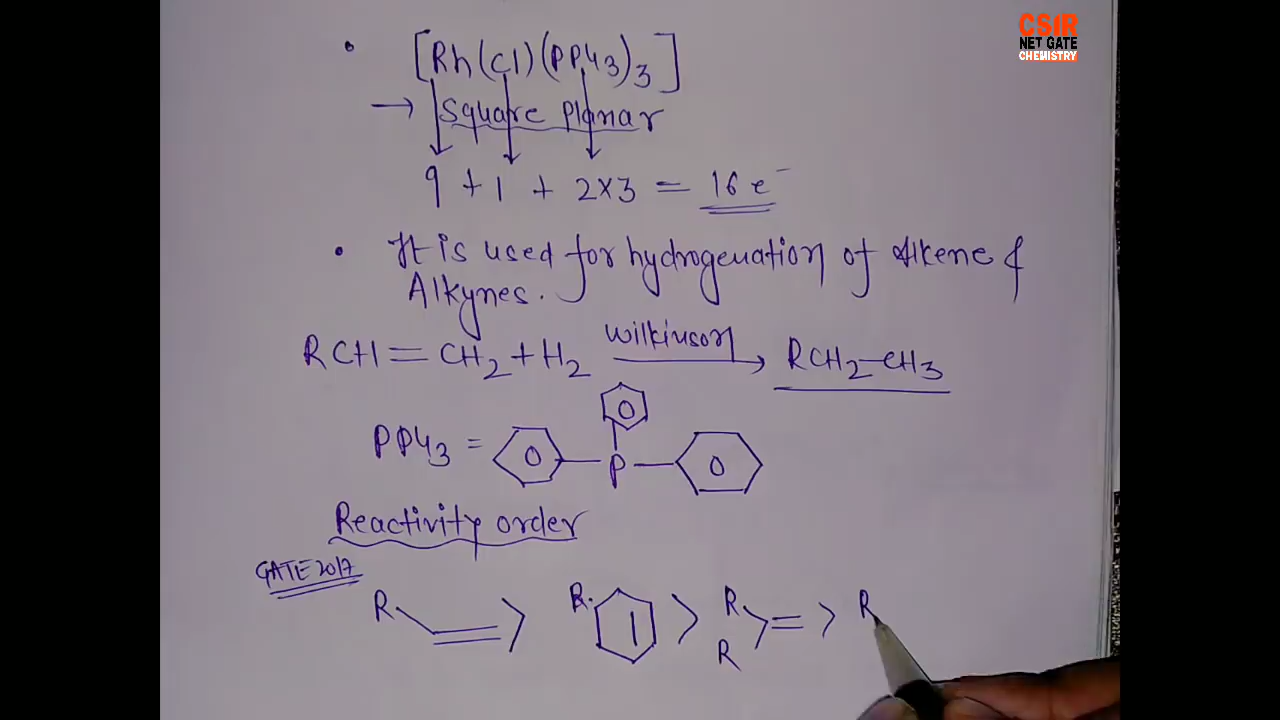 CSIR
NET GATE
CHEMISTRY
• [Rh(Cl)(PPh3)3]
→ Square Planar
9 + 1 + 2×3 = 16 e⁻
• It is used for hydrogenation of Alkene &
Alkynes.
RCH=CH2+H2 Wilkinson → RCH2-CH3
PPh3 = P
Reactivity order
GATE 2017
R > R > R R = > R